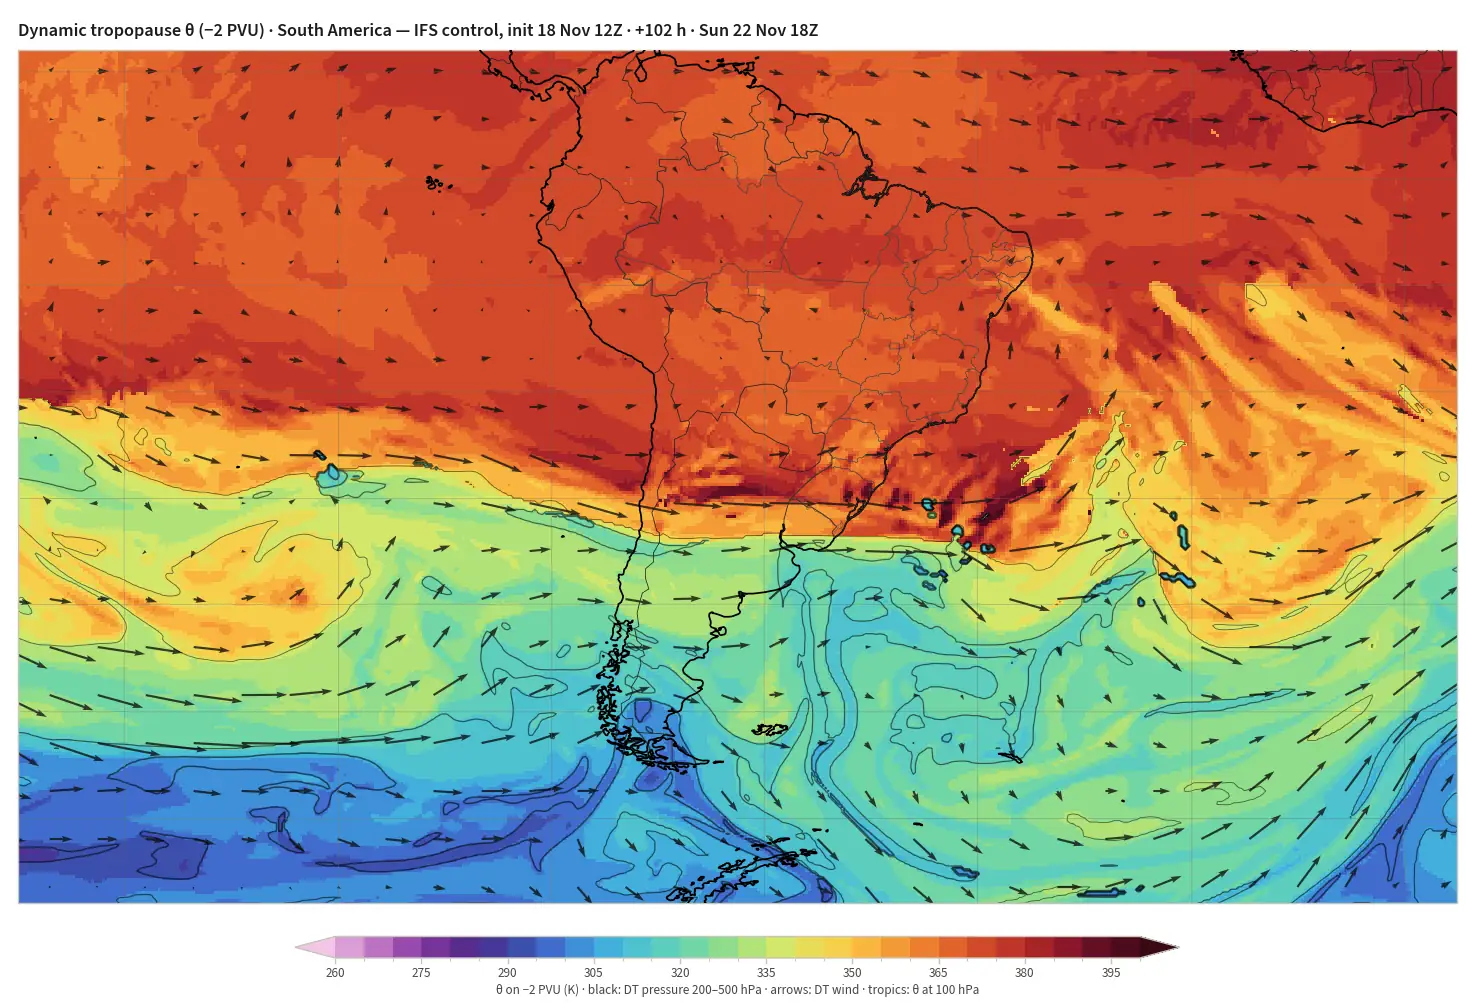 Dynamic tropopause θ (−2 PVU) · South America — IFS control, init 18 Nov 12Z · +102 h · Sun 22 Nov 18Z
260 275 290 305 320 335 350 365 380 395
θ on −2 PVU (K) · black: DT pressure 200–500 hPa · arrows: DT wind · tropics: θ at 100 hPa